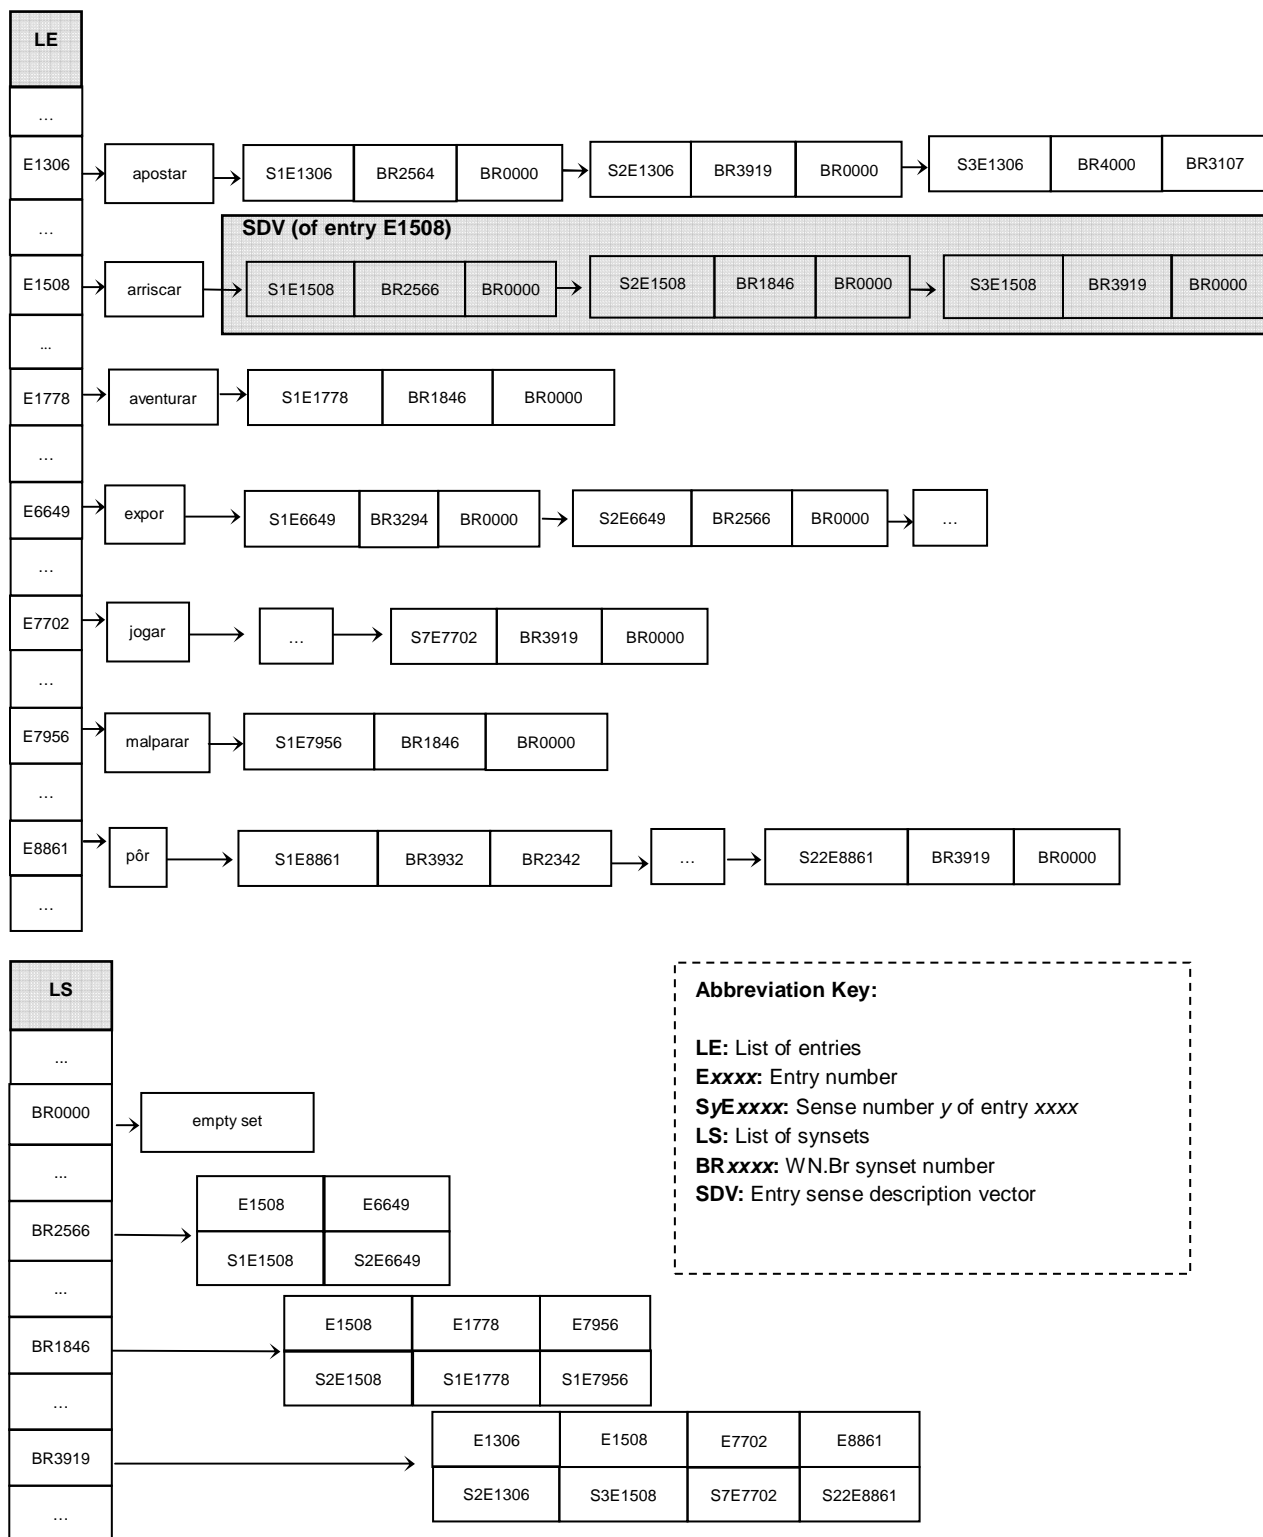 LE
…
E1306 apostar S1E1306 BR2564 BR0000 S2E1306 BR3919 BR0000 S3E1306 BR4000 BR3107
…
SDV (of entry E1508)
E1508 arriscar S1E1508 BR2566 BR0000 S2E1508 BR1846 BR0000 S3E1508 BR3919 BR0000
...
E1778 aventurar S1E1778 BR1846 BR0000
…
E6649 expor S1E6649 BR3294 BR0000 S2E6649 BR2566 BR0000 …
…
E7702 jogar … S7E7702 BR3919 BR0000
…
E7956 malparar S1E7956 BR1846 BR0000
…
E8861 pôr S1E8861 BR3932 BR2342 … S22E8861 BR3919 BR0000
…
LS
...
BR0000 empty set
…
BR2566
E1508 E6649
S1E1508 S2E6649
...
BR1846
E1508 E1778 E7956
S2E1508 S1E1778 S1E7956
…
BR3919
E1306 E1508 E7702 E8861
S2E1306 S3E1508 S7E7702 S22E8861
…
Abbreviation Key:
LE: List of entries
Exxxx: Entry number
SyExxxx: Sense number y of entry xxxx
LS: List of synsets
BRxxxx: WN.Br synset number
SDV: Entry sense description vector